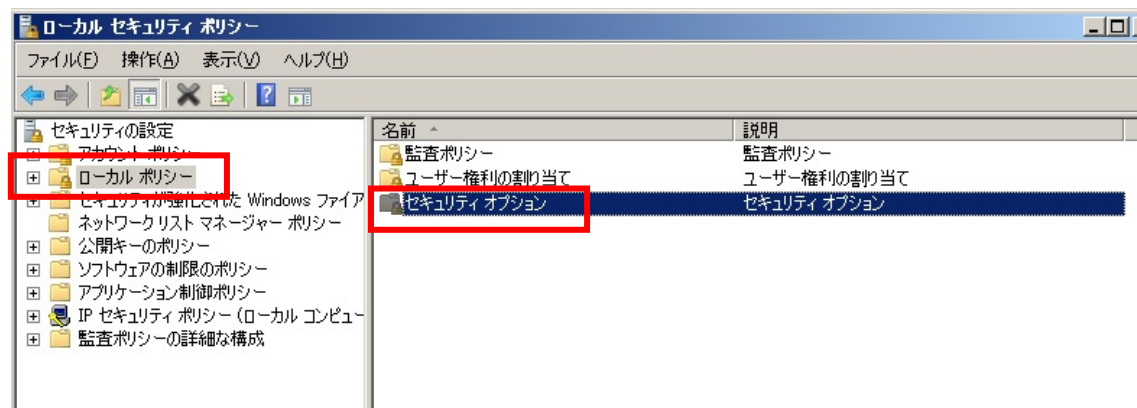 ローカル セキュリティ ポリシー
ファイル(F) 操作(A) 表示(V) ヘルプ(H)
セキュリティの設定
アカウント ポリシー
ローカル ポリシー
セキュリティが強化された Windows ファイア
ネットワーク リスト マネージャー ポリシー
公開キーのポリシー
ソフトウェアの制限のポリシー
アプリケーション制御ポリシー
IP セキュリティ ポリシー (ローカル コンピュー
監査ポリシーの詳細な構成
名前 説明
監査ポリシー 監査ポリシー
ユーザー権利の割り当て ユーザー権利の割り当て
セキュリティ オプション セキュリティ オプション